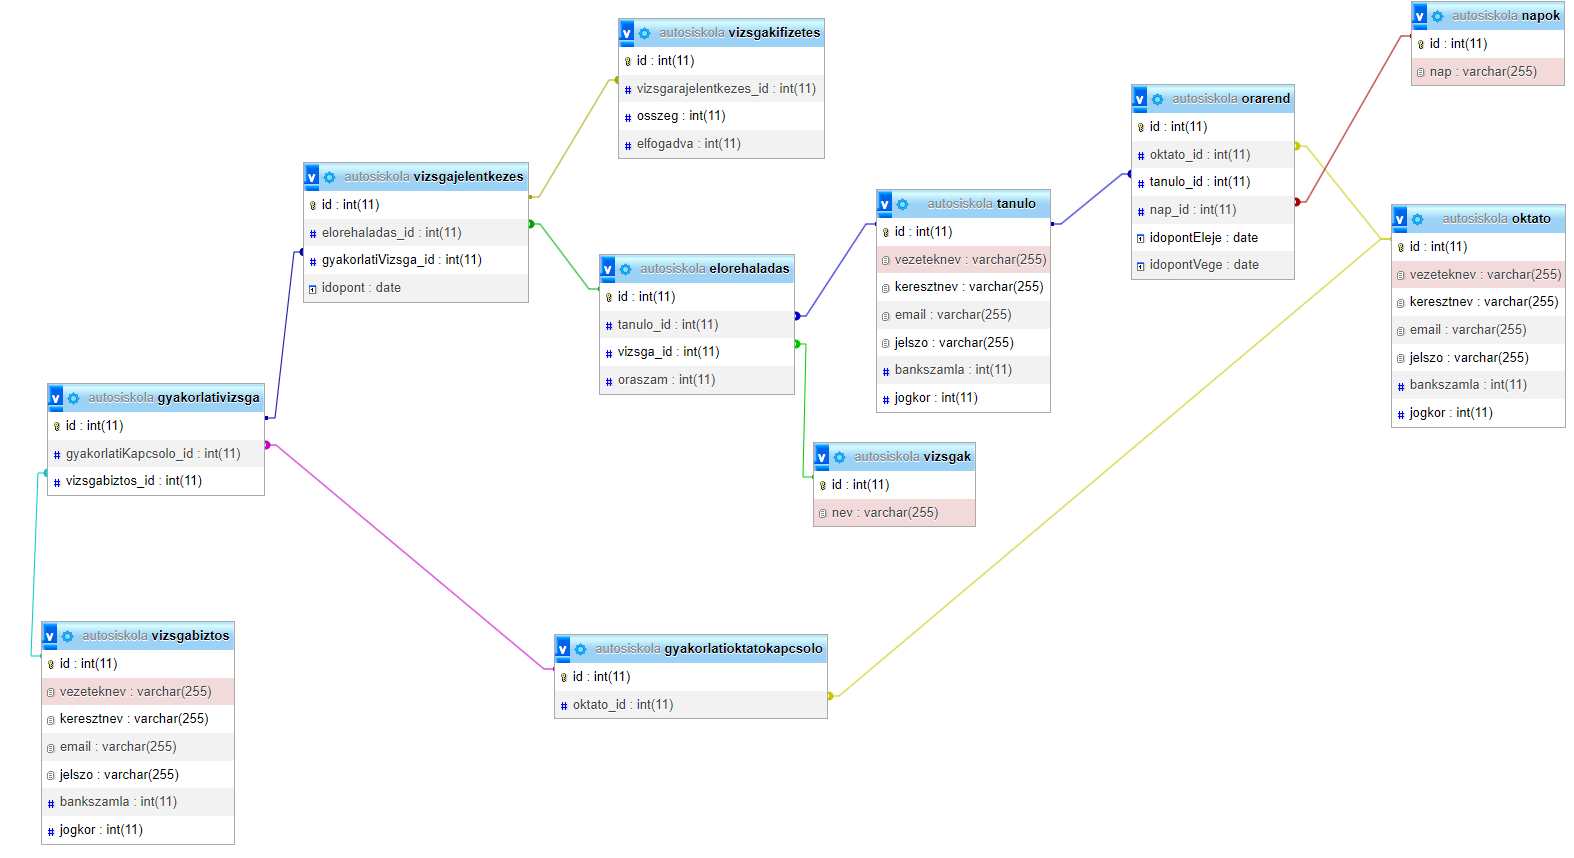 autosiskola vizsgakifizetes
id : int(11)
vizsgarajelentkezes_id : int(11)
osszeg : int(11)
elfogadva : int(11)
autosiskola napok
id : int(11)
nap : varchar(255)
autosiskola orarend
id : int(11)
oktato_id : int(11)
tanulo_id : int(11)
nap_id : int(11)
idopontEleje : date
idopontVege : date
autosiskola vizsgajelentkezes
id : int(11)
elorehaladas_id : int(11)
gyakorlatiVizsga_id : int(11)
idopont : date
autosiskola tanulo
id : int(11)
vezeteknev : varchar(255)
keresztnev : varchar(255)
email : varchar(255)
jelszo : varchar(255)
bankszamla : int(11)
jogkor : int(11)
autosiskola oktato
id : int(11)
vezeteknev : varchar(255)
keresztnev : varchar(255)
email : varchar(255)
jelszo : varchar(255)
bankszamla : int(11)
jogkor : int(11)
autosiskola elorehaladas
id : int(11)
tanulo_id : int(11)
vizsga_id : int(11)
oraszam : int(11)
autosiskola gyakorlativizsga
id : int(11)
gyakorlatiKapcsolo_id : int(11)
vizsgabiztos_id : int(11)
autosiskola vizsgak
id : int(11)
nev : varchar(255)
autosiskola vizsgabiztos
id : int(11)
vezeteknev : varchar(255)
keresztnev : varchar(255)
email : varchar(255)
jelszo : varchar(255)
bankszamla : int(11)
jogkor : int(11)
autosiskola gyakorlatioktatokapcsolo
id : int(11)
oktato_id : int(11)